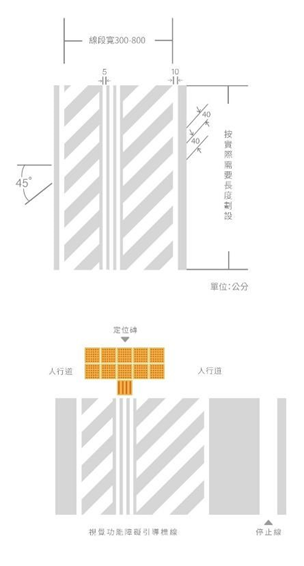 線段寬300-800
5
10
40
40
45°
按實際需要長度劃設
單位：公分
定位磚
人行道
人行道
視覺功能障礙引導標線
停止線